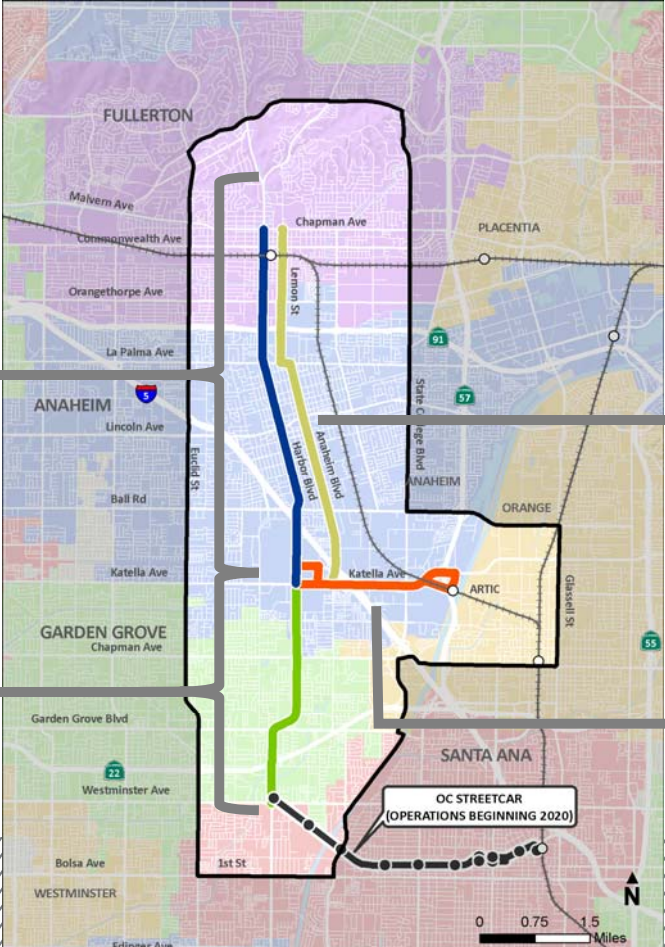 FULLERTON
Malvern Ave
Chapman Ave
PLACENTIA
Commonwealth Ave
Orangethorpe Ave
Lemon St
La Palma Ave
91
5
57
ANAHEIM
State College Blvd
Lincoln Ave
Euclid St
Harbor Blvd
Anaheim Blvd
ANAHEIM
Ball Rd
ORANGE
Katella Ave
Katella Ave
ARTIC
Glassell St
GARDEN GROVE
Chapman Ave
55
Garden Grove Blvd
SANTA ANA
22
Westminster Ave
OC STREETCAR
(OPERATIONS BEGINNING 2020)
Bolsa Ave
1st St
WESTMINSTER
N
0 0.75 1.5
Miles
Edinger Ave